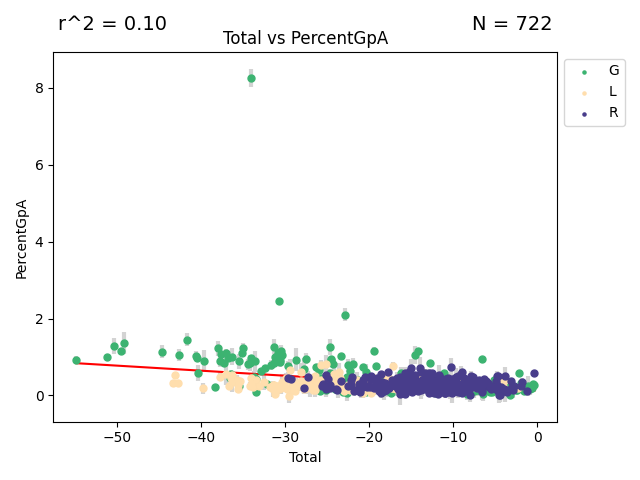 r^2 = 0.10
N = 722
Total vs PercentGpA
G
L
R
8
6
4
2
0
PercentGpA
−50
−40
−30
−20
−10
0
Total